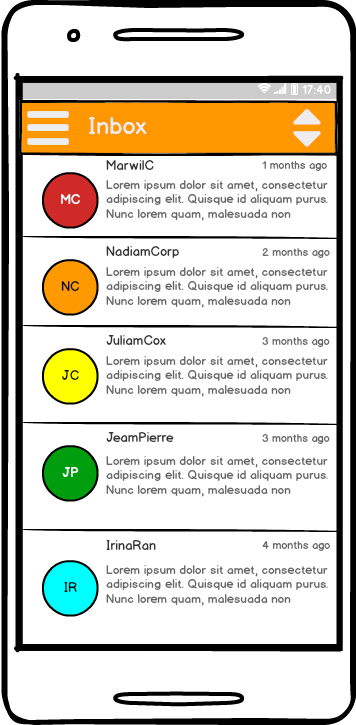 17:40
Inbox
MarwilC 1 months ago
MC
Lorem ipsum dolor sit amet, consectetur
adipiscing elit. Quisque id aliquam purus.
Nunc lorem quam, malesuada non
NadiamCorp 2 months ago
NC
Lorem ipsum dolor sit amet, consectetur
adipiscing elit. Quisque id aliquam purus.
Nunc lorem quam, malesuada non
JuliamCox 3 months ago
JC
Lorem ipsum dolor sit amet, consectetur
adipiscing elit. Quisque id aliquam purus.
Nunc lorem quam, malesuada non
JeamPierre 3 months ago
JP
Lorem ipsum dolor sit amet, consectetur
adipiscing elit. Quisque id aliquam purus.
Nunc lorem quam, malesuada non
IrinaRan 4 months ago
IR
Lorem ipsum dolor sit amet, consectetur
adipiscing elit. Quisque id aliquam purus.
Nunc lorem quam, malesuada non